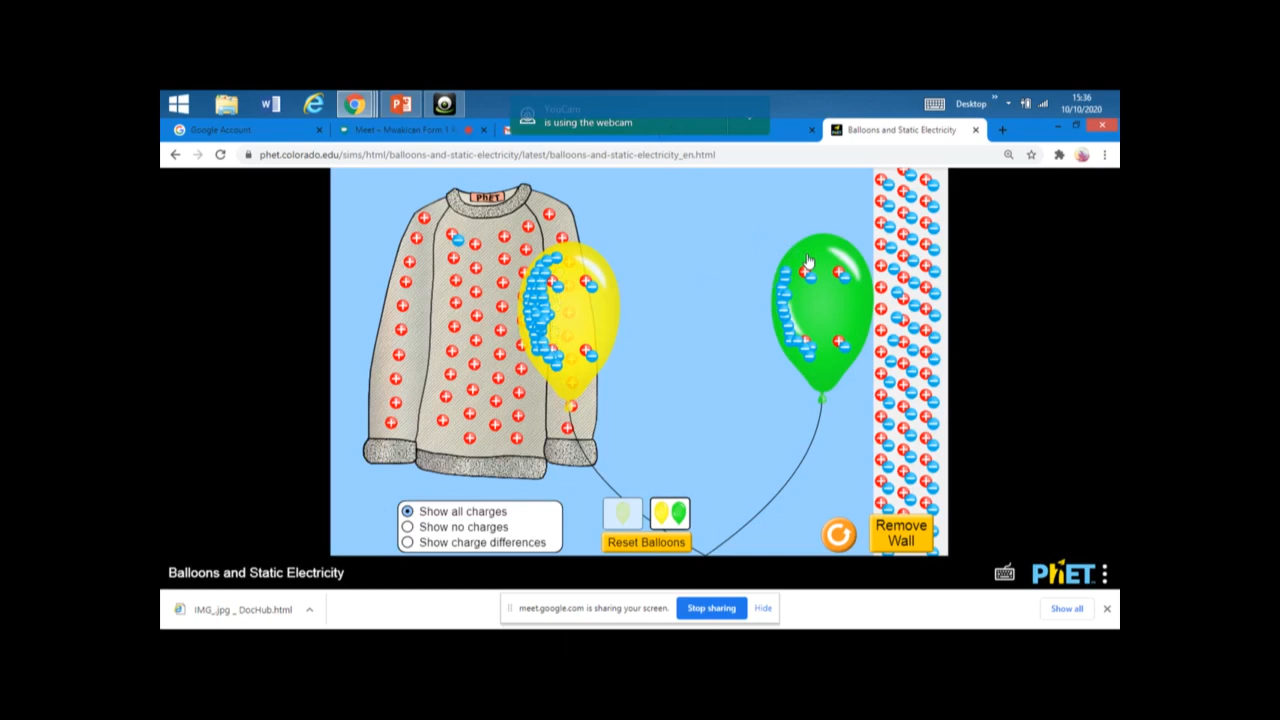 Desktop
15:36
10/10/2020
YouCam
is using the webcam
Google Account
Meet – Mwakican Form 1 F
Balloons and Static Electricity
phet.colorado.edu/sims/html/balloons-and-static-electricity/latest/balloons-and-static-electricity_en.html
PhET
Show all charges
Show no charges
Show charge differences
Reset Balloons
Remove
Wall
Balloons and Static Electricity
PhET
IMG_.jpg _ DocHub.html
meet.google.com is sharing your screen.
Stop sharing
Hide
Show all